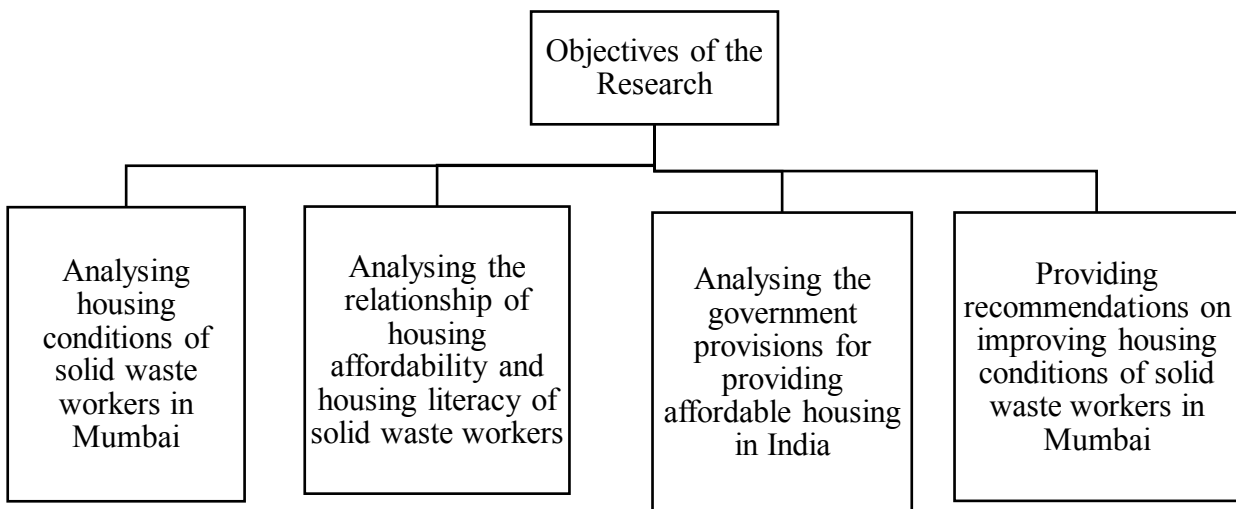 Objectives of the
Research
Analysing
housing
conditions of
solid waste
workers in
Mumbai
Analysing the
relationship of
housing
affordability and
housing literacy of
solid waste workers
Analysing the
government
provisions for
providing
affordable housing
in India
Providing
recommendations on
improving housing
conditions of solid
waste workers in
Mumbai